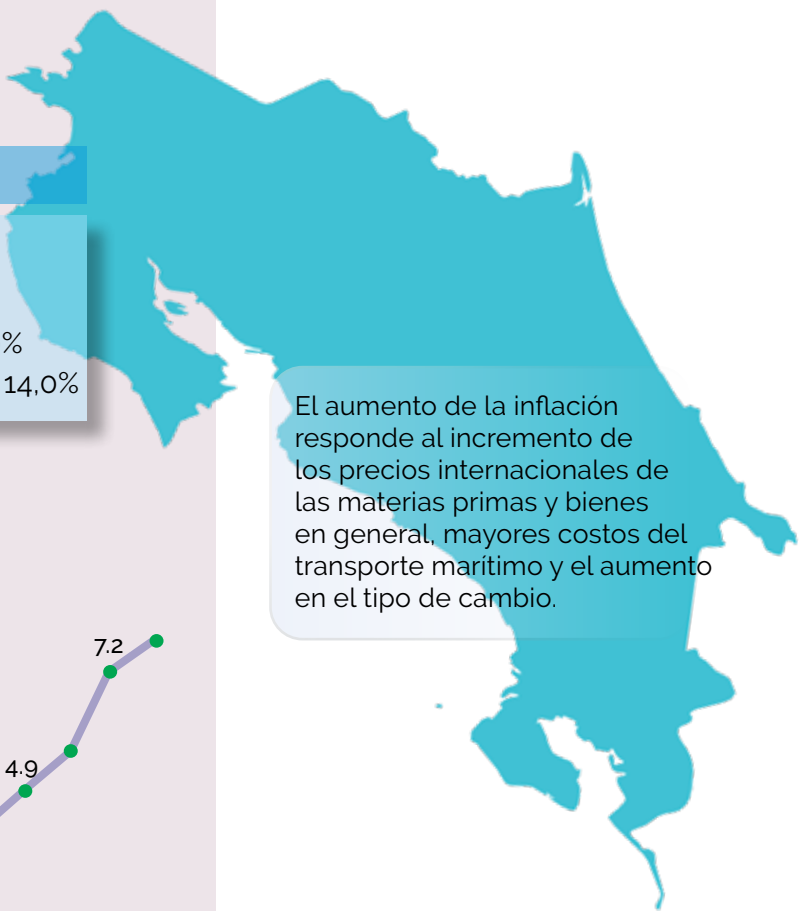 %
14,0%
El aumento de la inflación
responde al incremento de
los precios internacionales de
las materias primas y bienes
en general, mayores costos del
transporte marítimo y el aumento
en el tipo de cambio.
7.2
4.9